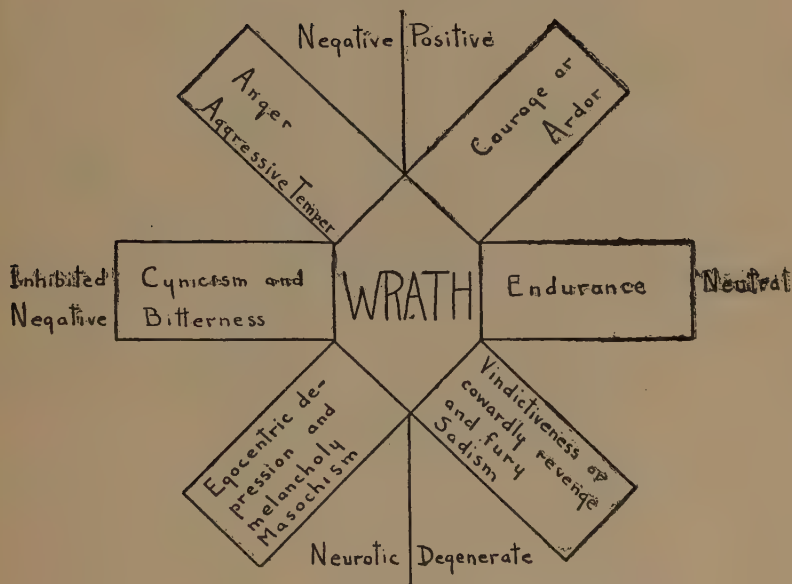 Negative Positive
Anger
Aggressive Temper
Courage or
Ardor
Inhibited
Negative
Cynicism and
Bitterness
WRATH
Endurance
Neutral
Egocentric de-
pression and
melancholy
Masochism
Vindictiveness or
cowardly revenge
and fury
Sadism
Neurotic Degenerate